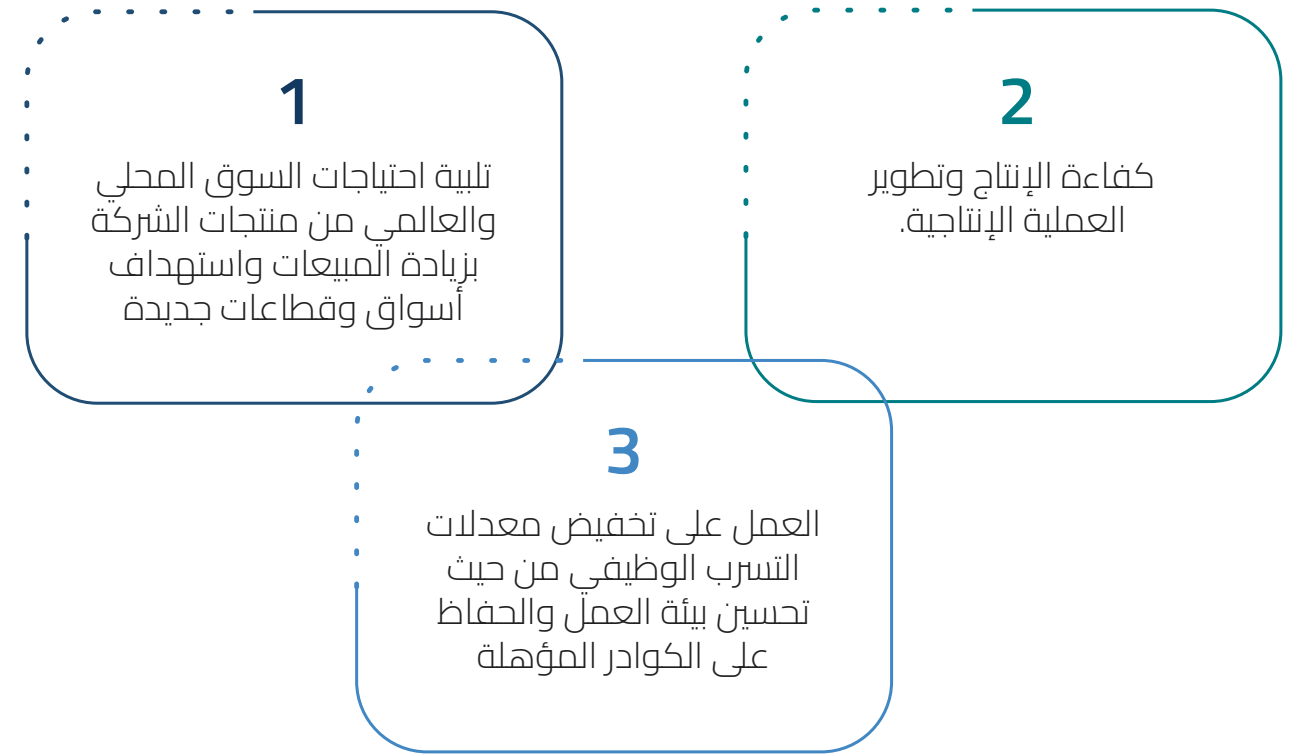 1
تلبية احتياجات السوق المحلي
والعالمي من منتجات الشركة
بزيادة المبيعات واستهداف
أسواق وقطاعات جديدة
2
كفاءة الإنتاج وتطوير
العملية الإنتاجية.
3
العمل على تخفيض معدلات
التسرب الوظيفي من حيث
تحسين بيئة العمل والحفاظ
على الكوادر المؤهلة